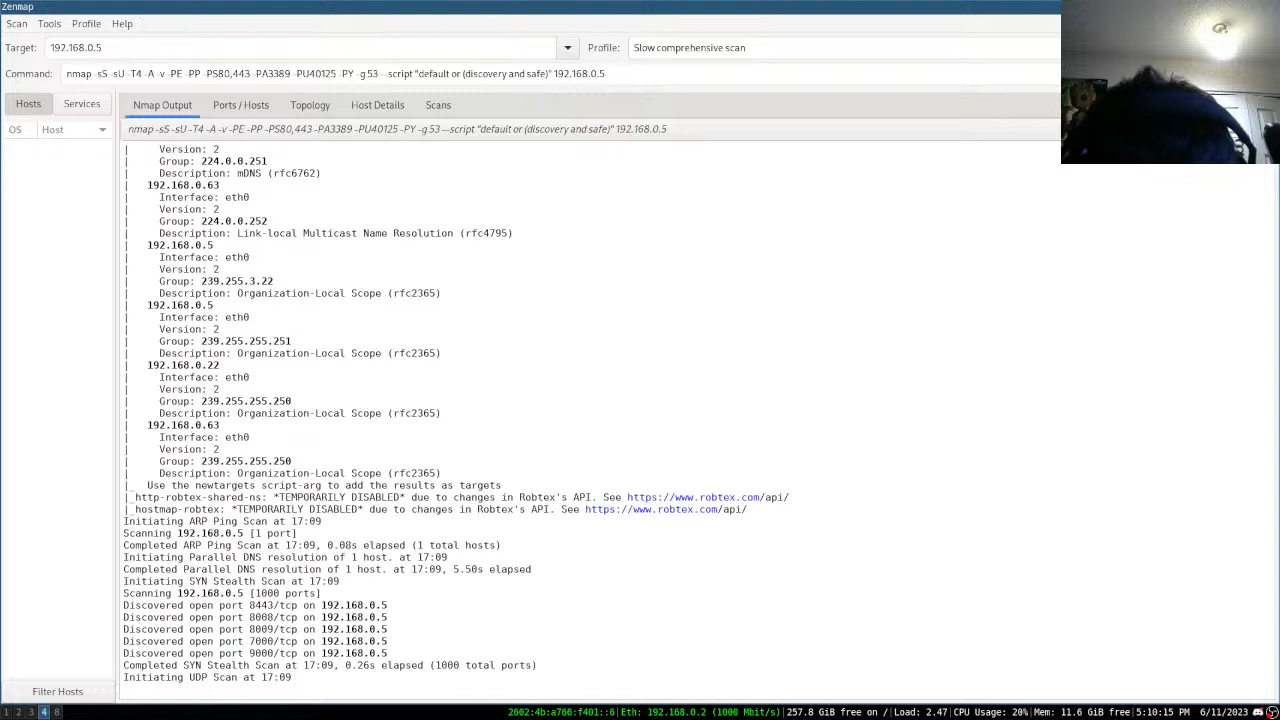 Zenmap
Scan Tools Profile Help
Target: 192.168.0.5 Profile: Slow comprehensive scan
Command: nmap -sS -sU -T4 -A -v -PE -PP -PS80,443 -PA3389 -PU40125 -PY -g 53 --script "default or (discovery and safe)" 192.168.0.5
Hosts Services Nmap Output Ports / Hosts Topology Host Details Scans
OS Host nmap -sS -sU -T4 -A -v -PE -PP -PS80,443 -PA3389 -PU40125 -PY -g 53 --script "default or (discovery and safe)" 192.168.0.5
| Version: 2
| Group: 224.0.0.251
| Description: mDNS (rfc6762)
| 192.168.0.63
| Interface: eth0
| Version: 2
| Group: 224.0.0.252
| Description: Link-local Multicast Name Resolution (rfc4795)
| 192.168.0.5
| Interface: eth0
| Version: 2
| Group: 239.255.3.22
| Description: Organization-Local Scope (rfc2365)
| 192.168.0.5
| Interface: eth0
| Version: 2
| Group: 239.255.255.251
| Description: Organization-Local Scope (rfc2365)
| 192.168.0.22
| Interface: eth0
| Version: 2
| Group: 239.255.255.250
| Description: Organization-Local Scope (rfc2365)
| 192.168.0.63
| Interface: eth0
| Version: 2
| Group: 239.255.255.250
| Description: Organization-Local Scope (rfc2365)
|_ Use the newtargets script-arg to add the results as targets
|_http-robtex-shared-ns: *TEMPORARILY DISABLED* due to changes in Robtex's API. See https://www.robtex.com/api/
|_hostmap-robtex: *TEMPORARILY DISABLED* due to changes in Robtex's API. See https://www.robtex.com/api/
Initiating ARP Ping Scan at 17:09
Scanning 192.168.0.5 [1 port]
Completed ARP Ping Scan at 17:09, 0.08s elapsed (1 total hosts)
Initiating Parallel DNS resolution of 1 host. at 17:09
Completed Parallel DNS resolution of 1 host. at 17:09, 5.50s elapsed
Initiating SYN Stealth Scan at 17:09
Scanning 192.168.0.5 [1000 ports]
Discovered open port 8443/tcp on 192.168.0.5
Discovered open port 8008/tcp on 192.168.0.5
Discovered open port 8009/tcp on 192.168.0.5
Discovered open port 7000/tcp on 192.168.0.5
Discovered open port 9000/tcp on 192.168.0.5
Completed SYN Stealth Scan at 17:09, 0.26s elapsed (1000 total ports)
Initiating UDP Scan at 17:09
Filter Hosts
1 2 3 4 8 2602:4b:a766:f401::6|Eth: 192.168.0.2 (1000 Mbit/s)|257.8 GiB free on /|Load: 2.47|CPU Usage: 20%|Mem: 11.6 GiB free|5:10:15 PM 6/11/2023